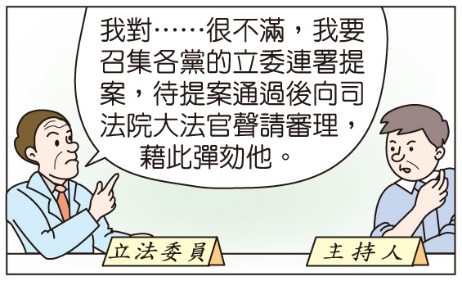 我對⋯⋯很不滿，我要
召集各黨的立委連署提
案，待提案通過後向司
法院大法官聲請審理，
藉此彈劾他。
立法委員
主持人